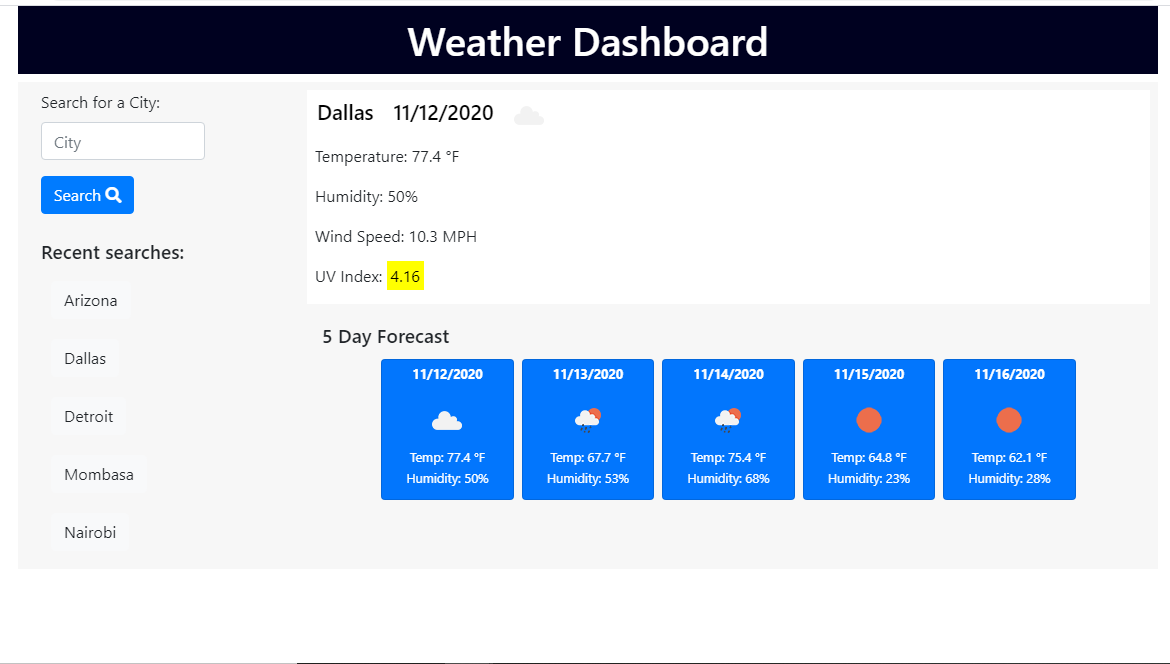 Weather Dashboard
Search for a City:
City
Search
Recent searches:
Arizona
Dallas
Detroit
Mombasa
Nairobi
Dallas 11/12/2020
Temperature: 77.4 °F
Humidity: 50%
Wind Speed: 10.3 MPH
UV Index: 4.16
5 Day Forecast
11/12/2020
Temp: 77.4 °F
Humidity: 50%
11/13/2020
Temp: 67.7 °F
Humidity: 53%
11/14/2020
Temp: 75.4 °F
Humidity: 68%
11/15/2020
Temp: 64.8 °F
Humidity: 23%
11/16/2020
Temp: 62.1 °F
Humidity: 28%